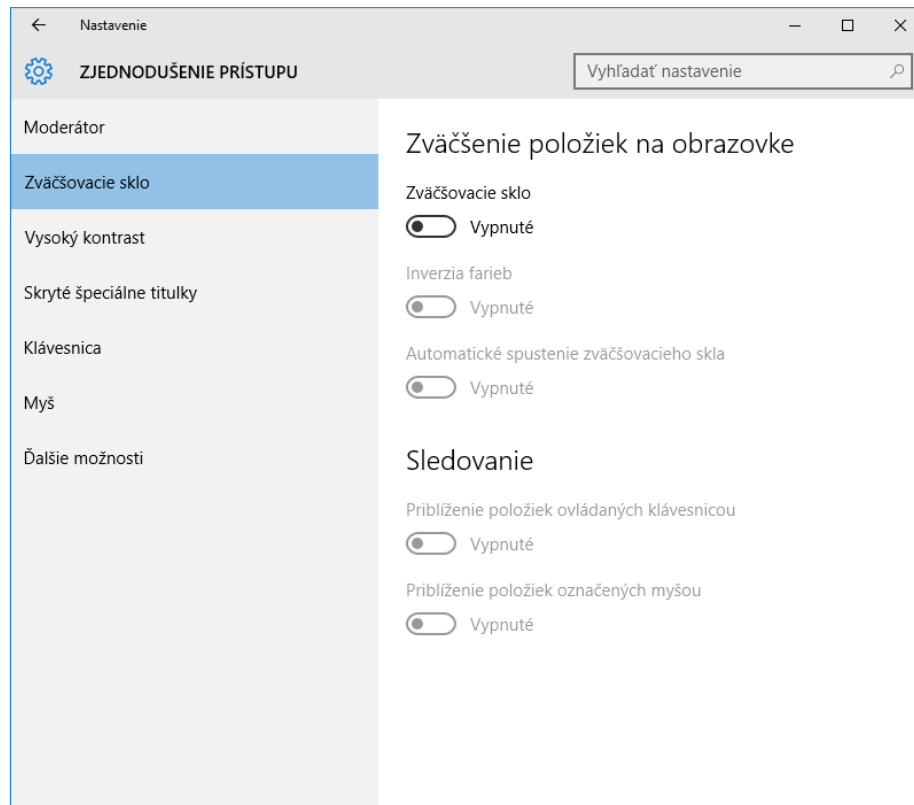 Nastavenie
ZJEDNODUŠENIE PRÍSTUPU
Vyhľadať nastavenie
Moderátor
Zväčšovacie sklo
Vysoký kontrast
Skryté špeciálne titulky
Klávesnica
Myš
Ďalšie možnosti
Zväčšenie položiek na obrazovke
Zväčšovacie sklo
Vypnuté
Inverzia farieb
Vypnuté
Automatické spustenie zväčšovacieho skla
Vypnuté
Sledovanie
Priblíženie položiek ovládaných klávesnicou
Vypnuté
Priblíženie položiek označených myšou
Vypnuté